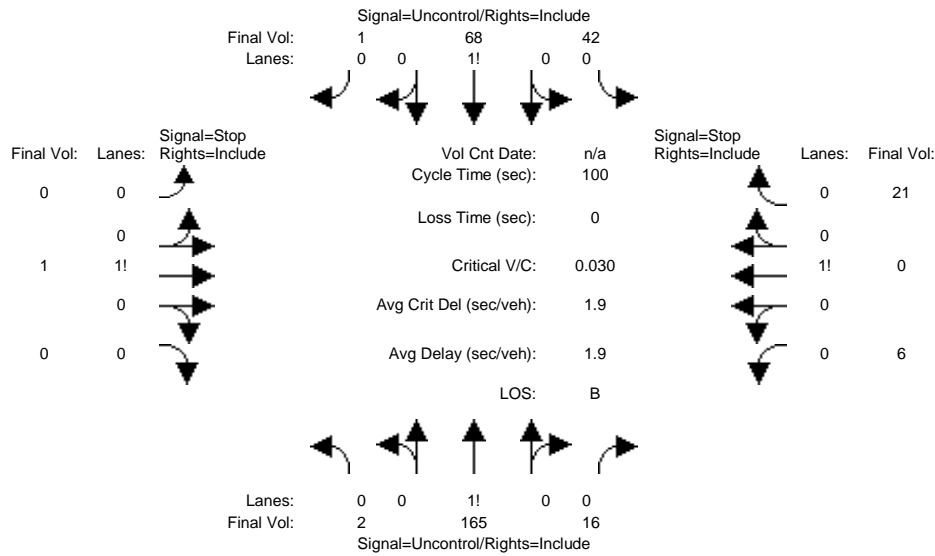 Signal=Uncontrol/Rights=Include
Final Vol: 1 68 42
Lanes: 0 0 1! 0 0
Signal=Stop Signal=Stop
Final Vol: Lanes: Rights=Include Vol Cnt Date: n/a Rights=Include Lanes: Final Vol:
Cycle Time (sec): 100
0 0 0 21
Loss Time (sec): 0
0 0
1 1! Critical V/C: 0.030 1! 0
0 Avg Crit Del (sec/veh): 1.9 0
0 0 Avg Delay (sec/veh): 1.9 0 6
LOS: B
Lanes: 0 0 1! 0 0
Final Vol: 2 165 16
Signal=Uncontrol/Rights=Include